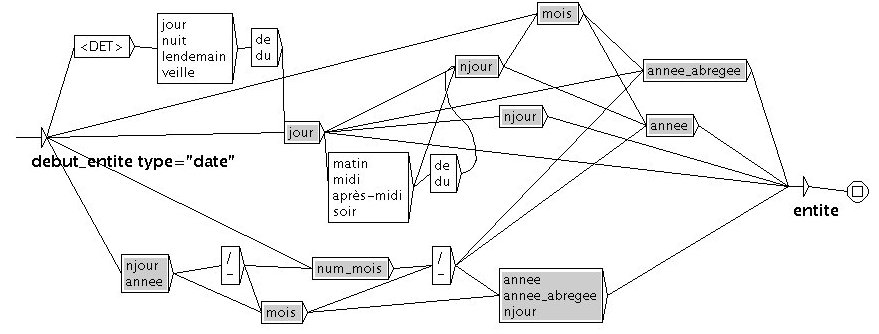 mois
jour
nuit
lendemain
veille
<DET>
de
du
njour
annee_abregee
njour
annee
jour
debut_entite type="date"
matin
midi
après-midi
soir
de
du
entite
njour
annee
/
-
num_mois
/
-
mois
annee
annee_abregee
njour